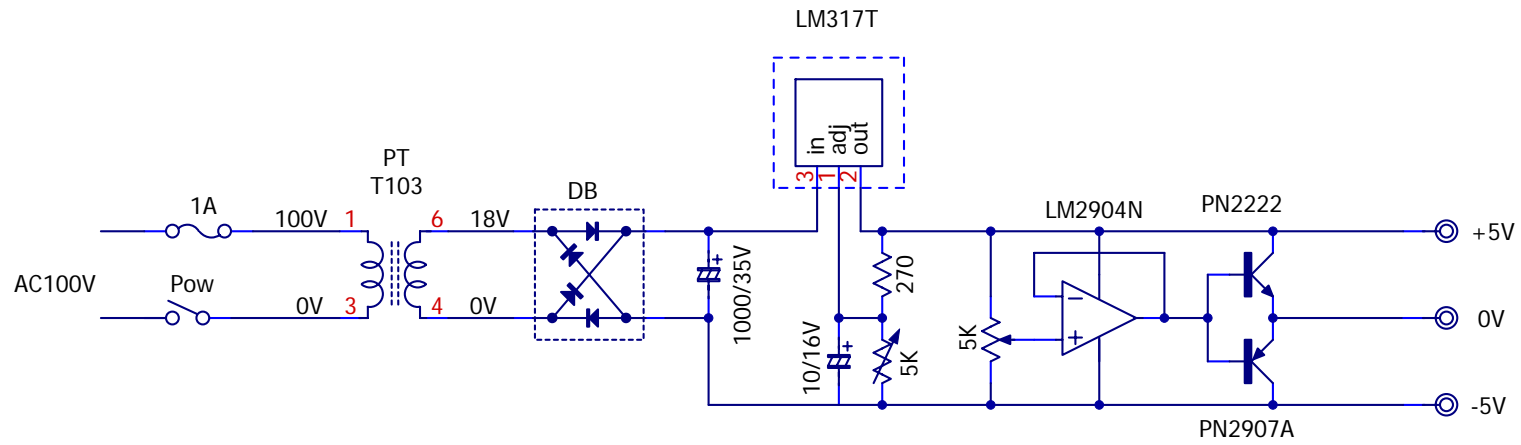 LM317T
in
adj
out
3
1
2
PT
T103
DB
1A
100V
1
6
18V
LM2904N
PN2222
+5V
AC100V
Pow
0V
3
4
0V
+
1000/35V
270
−
+
5K
0V
+
10/16V
5K
-5V
PN2907A